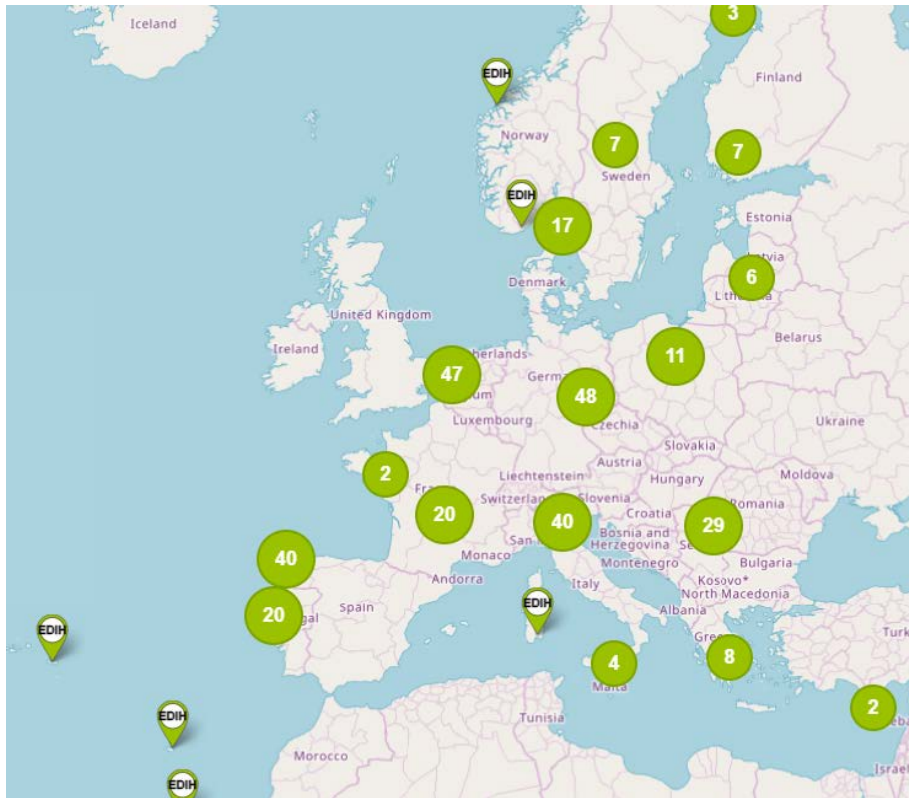 3
Iceland
EDIH
Finland
Norway
7
7
Sweden
EDIH
17
Estonia
6
Denmark
United Kingdom
Belarus
Ireland
11
47
48
Luxembourg
Czechia
Ukraine
Slovakia
2
Liechtenstein
Austria
Hungary
Moldova
Switzerland
Slovenia
20
40
Croatia
Romania
29
Bosnia and
Herzegovina
40
Monaco
Montenegro
Bulgaria
Andorra
Italy
Kosovo*
North Macedonia
EDIH
Spain
Albania
20
EDIH
4
8
Malta
2
EDIH
Tunisia
Morocco
EDIH
Israel